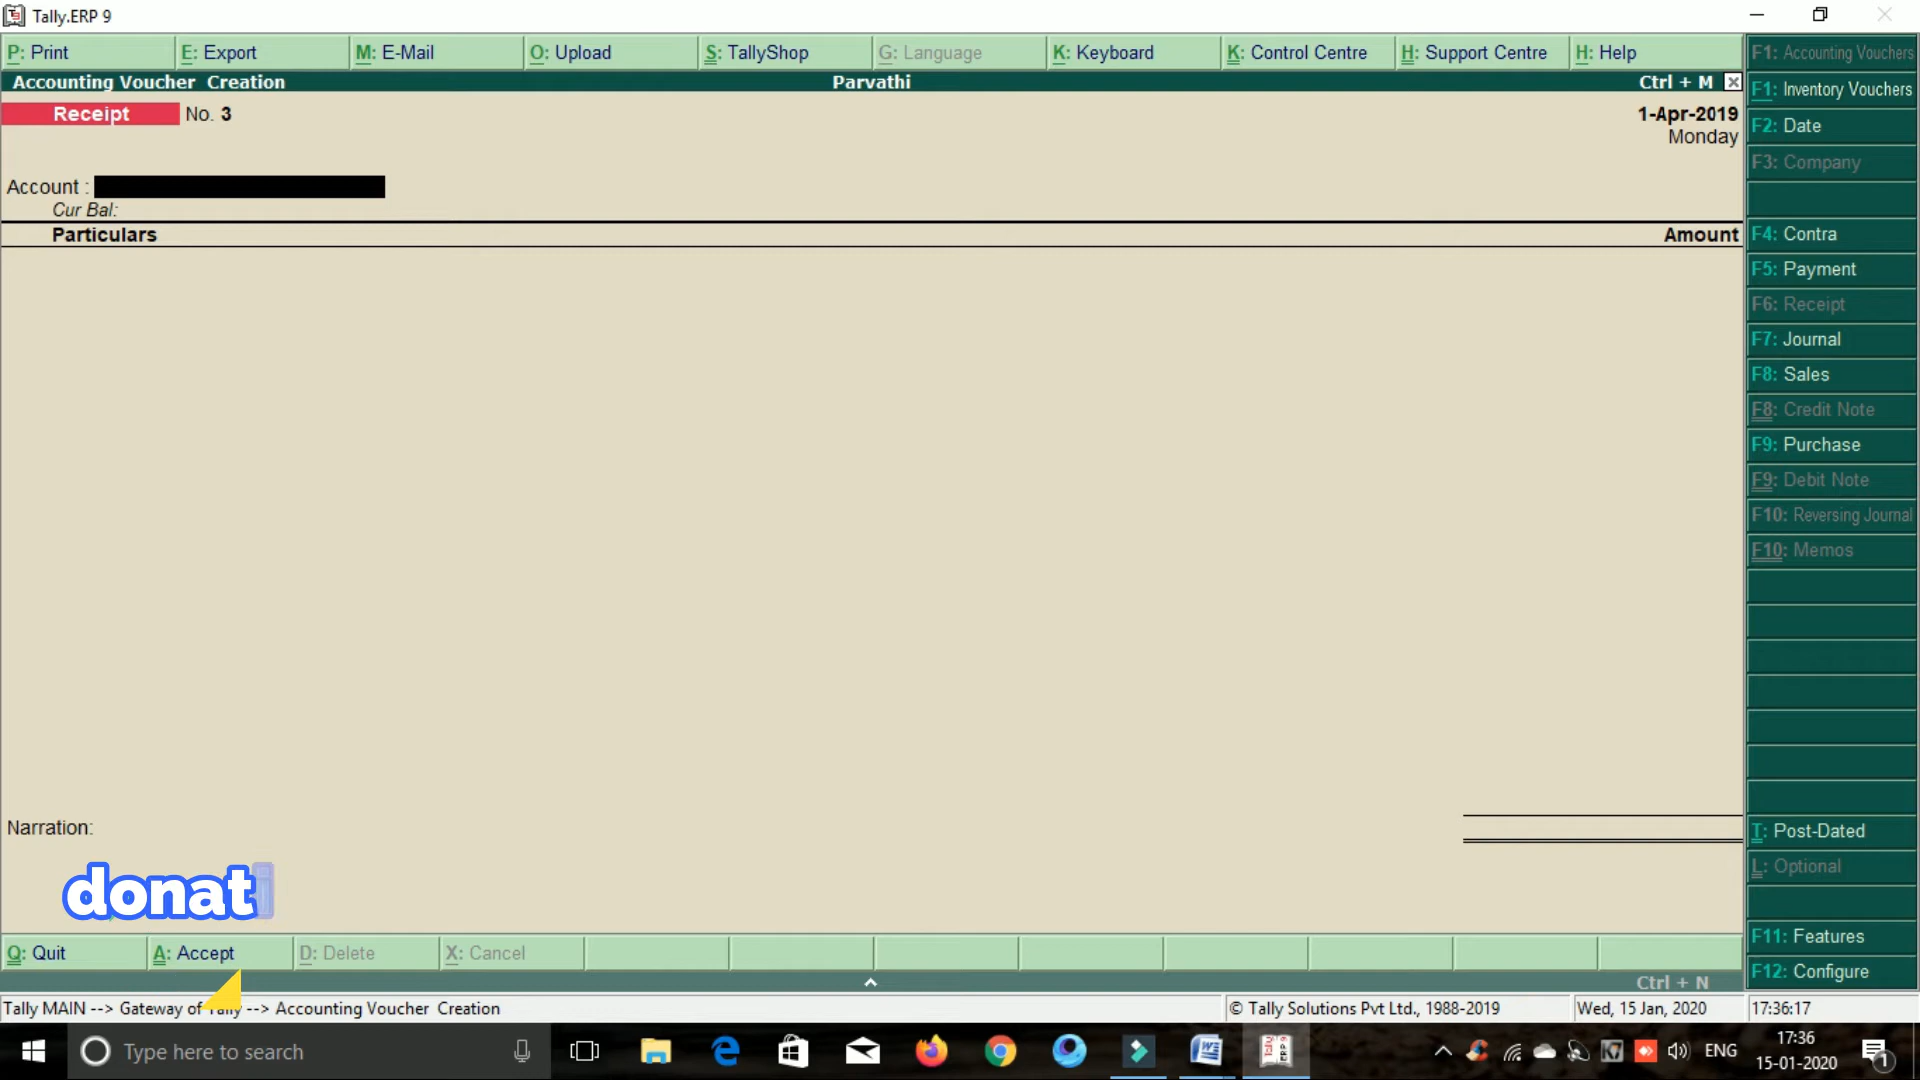 Tally.ERP 9
P: Print E: Export M: E-Mail O: Upload S: TallyShop G: Language K: Keyboard K: Control Centre H: Support Centre H: Help
Accounting Voucher Creation Parvathi Ctrl + M
Receipt No. 3 1-Apr-2019
Monday
Account :
Cur Bal:
Particulars Amount
Narration:
donat
Q: Quit A: Accept D: Delete X: Cancel
Ctrl + N
Tally MAIN --> Gateway of Tally --> Accounting Voucher Creation © Tally Solutions Pvt Ltd., 1988-2019 Wed, 15 Jan, 2020 17:36:17
F1: Accounting Vouchers
F1: Inventory Vouchers
F2: Date
F3: Company
F4: Contra
F5: Payment
F6: Receipt
F7: Journal
F8: Sales
F8: Credit Note
F9: Purchase
F9: Debit Note
F10: Reversing Journal
F10: Memos
T: Post-Dated
L: Optional
F11: Features
F12: Configure
Type here to search ENG 17:36
15-01-2020
1